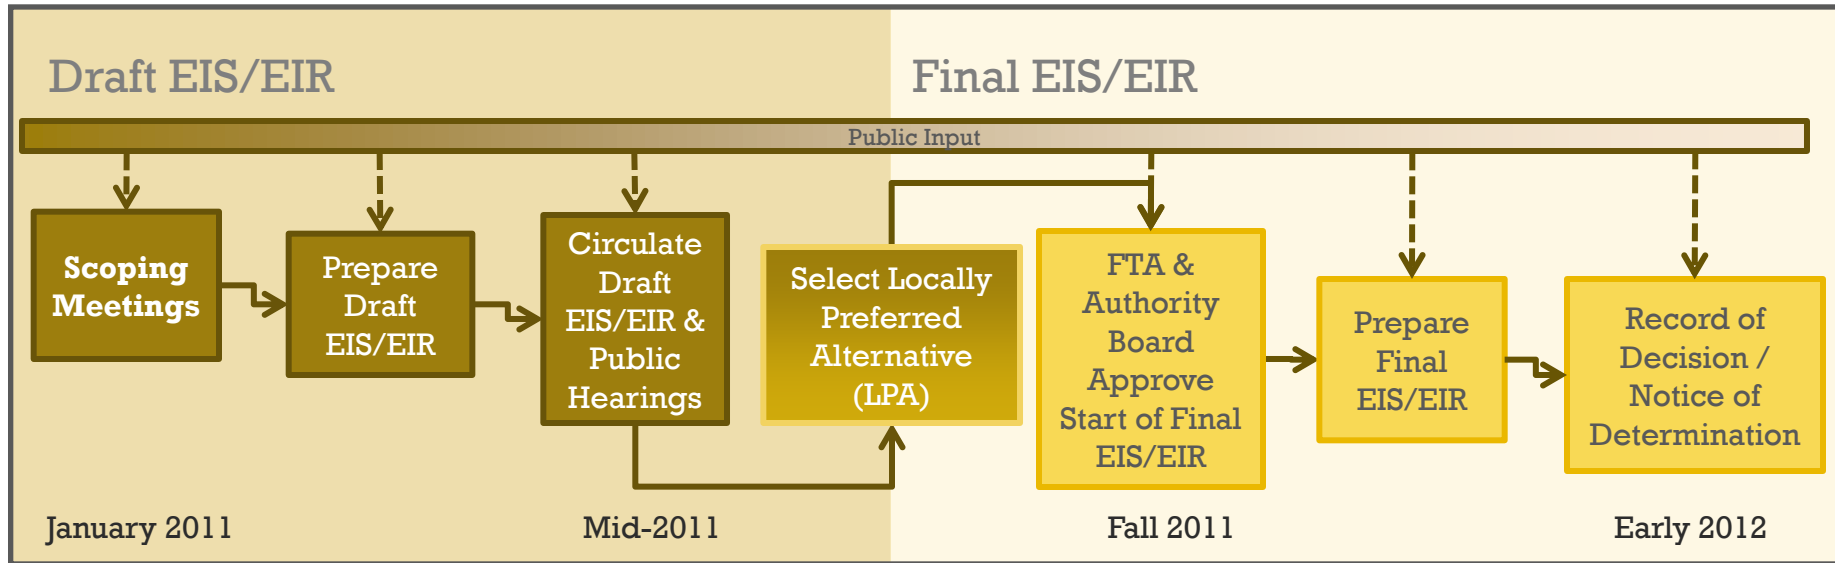 Draft EIS/EIR
Final EIS/EIR
Public Input
Scoping
Meetings
Prepare
Draft
EIS/EIR
Circulate
Draft
EIS/EIR &
Public
Hearings
Select Locally
Preferred
Alternative
(LPA)
FTA &
Authority
Board
Approve
Start of Final
EIS/EIR
Prepare
Final
EIS/EIR
Record of
Decision /
Notice of
Determination
January 2011
Mid-2011
Fall 2011
Early 2012